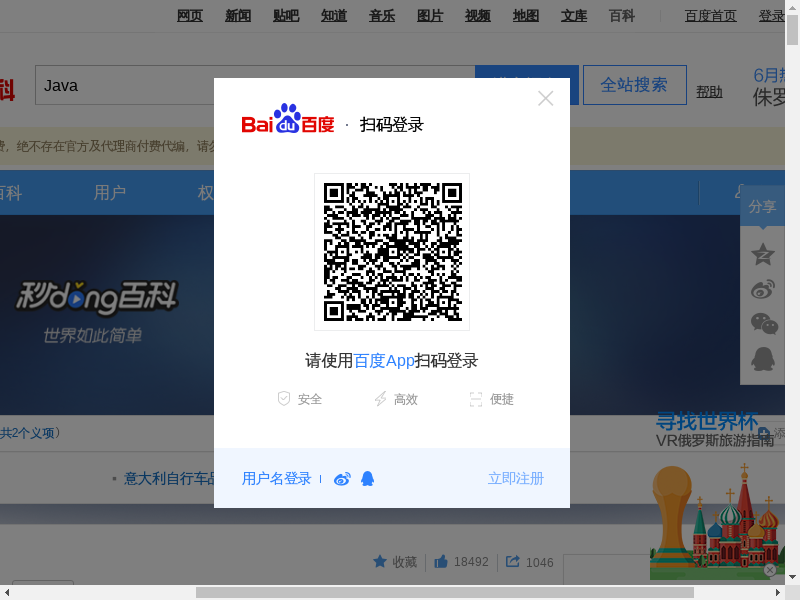 网页 新闻 贴吧 知道 音乐 图片 视频 地图 文库 百科 百度首页 登录
科 Java 全站搜索 帮助
6月热
侏罗
Bai du 百度 · 扫码登录
费，绝不存在官方及代理商付费代编，请勿
百科 用户 权
分享
秒dong百科
世界如此简单
请使用百度App扫码登录
安全 高效 便捷
寻找世界杯
VR俄罗斯旅游指南
共2个义项） 添
意大利自行车品
用户名登录 立即注册
收藏 18492 1046